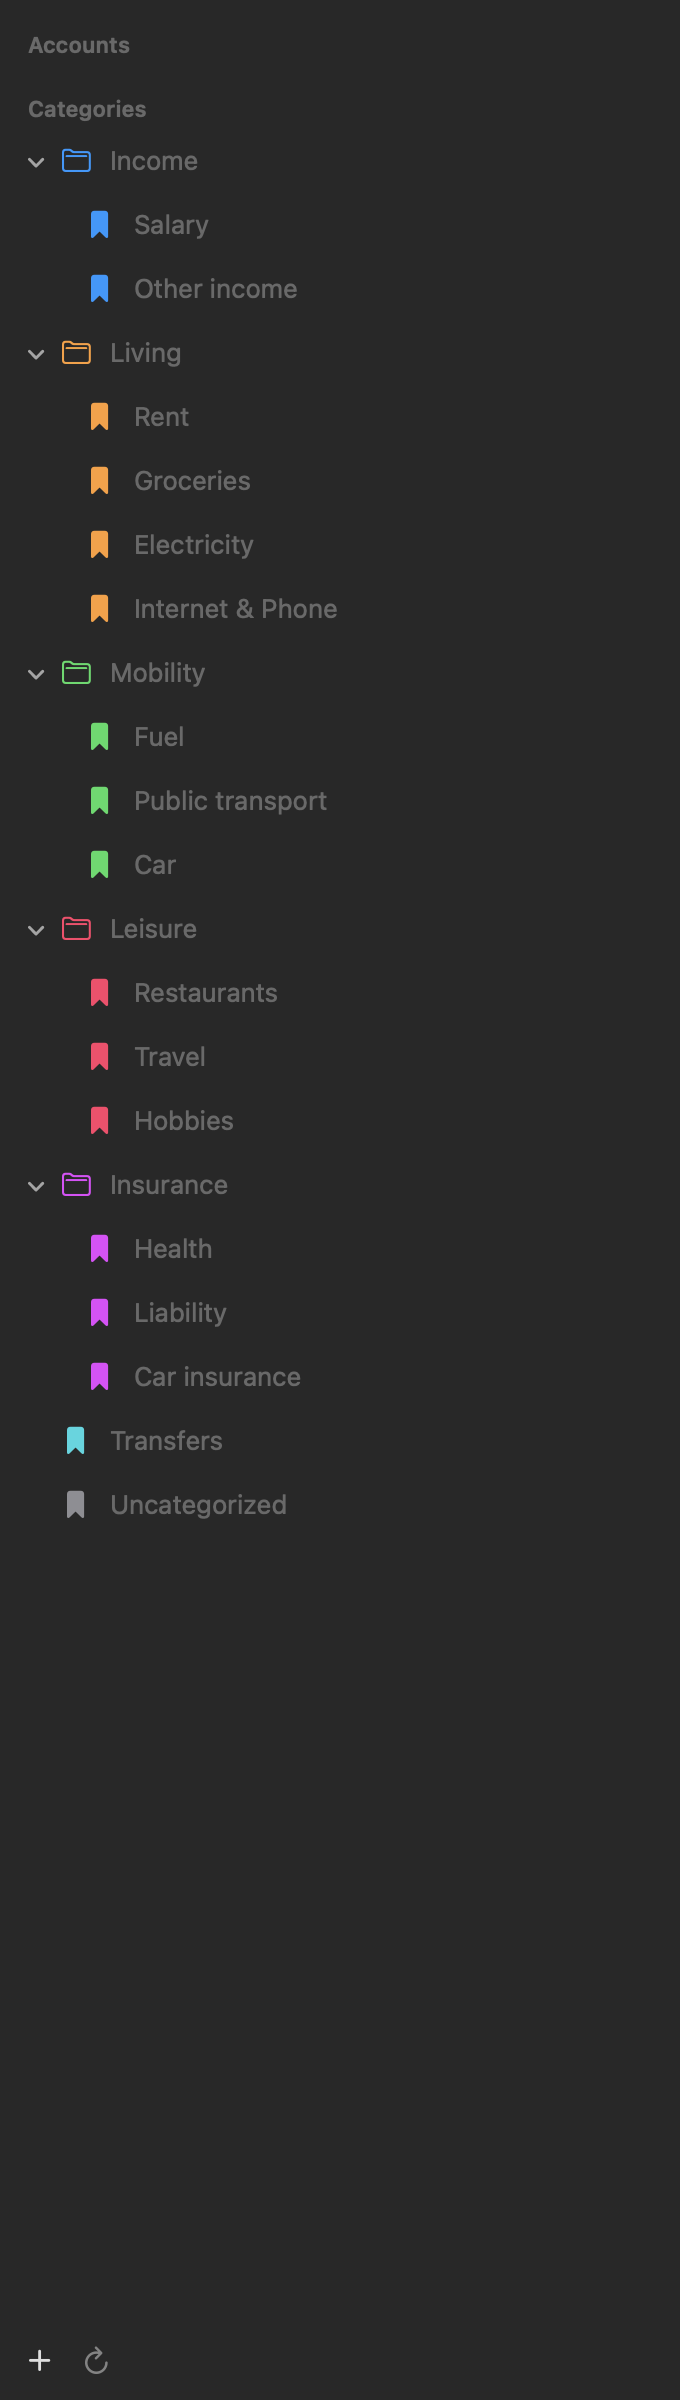 Accounts
Categories
Income
Salary
Other income
Living
Rent
Groceries
Electricity
Internet & Phone
Mobility
Fuel
Public transport
Car
Leisure
Restaurants
Travel
Hobbies
Insurance
Health
Liability
Car insurance
Transfers
Uncategorized